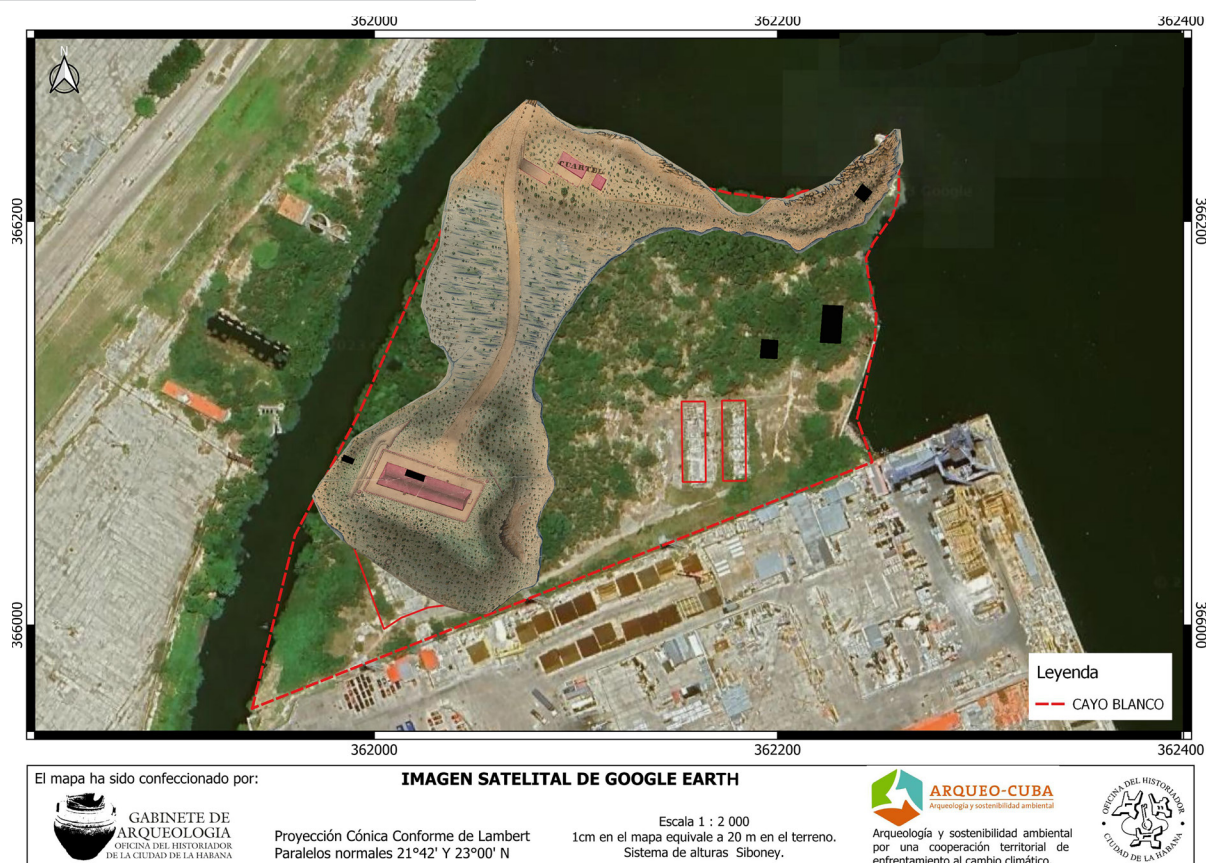 362000
362200
362400
N
366200
366200
CUARTEL
Google
366000
366000
Leyenda
CAYO BLANCO
362000
362200
362400
El mapa ha sido confeccionado por:
GABINETE DE
ARQUEOLOGIA
OFICINA DEL HISTORIADOR
DE LA CIUDAD DE LA HABANA
IMAGEN SATELITAL DE GOOGLE EARTH
Proyección Cónica Conforme de Lambert
Paralelos normales 21°42' Y 23°00' N
Escala 1 : 2 000
1cm en el mapa equivale a 20 m en el terreno.
Sistema de alturas Siboney.
ARQUEO-CUBA
Arqueología y sostenibilidad ambiental
Arqueología y sostenibilidad ambiental
por una cooperación territorial de
enfrentamiento al cambio climático
OFICINA DEL HISTORIADOR
CIUDAD DE LA HABANA